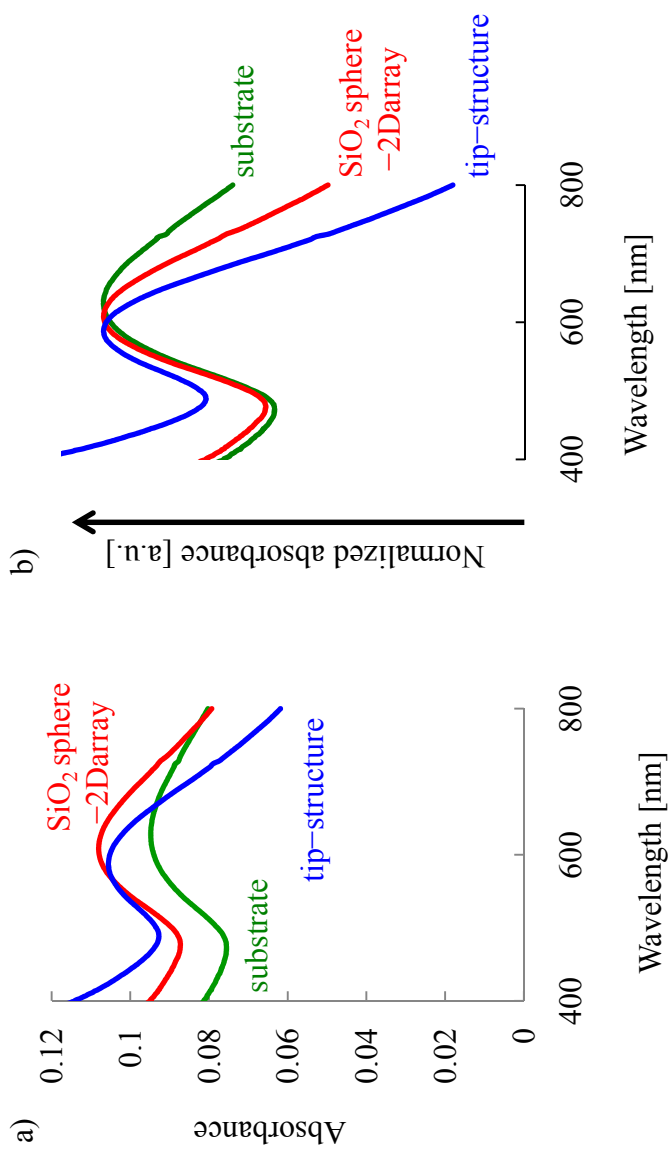 a)
Absorbance
0.12
0.1
0.08
0.06
0.04
0.02
0
400
600
800
Wavelength [nm]
SiO₂ sphere
−2Darray
tip−structure
substrate
b)
Normalized absorbance [a.u.]
400
600
800
Wavelength [nm]
substrate
SiO₂ sphere
−2Darray
tip−structure